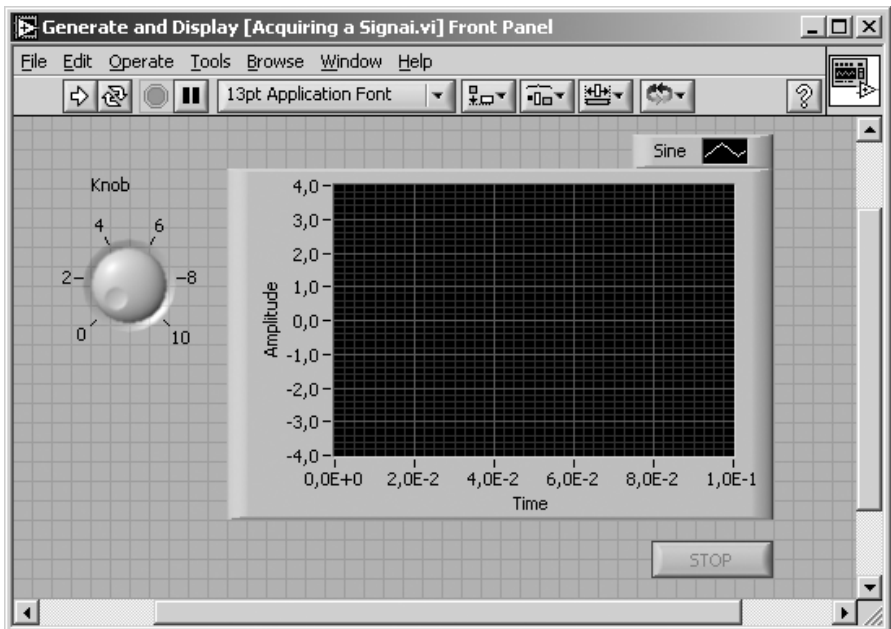 Generate and Display [Acquiring a Signai.vi] Front Panel
File Edit Operate Tools Browse Window Help
13pt Application Font
?
Sine
Knob
4 6
2 8
0 10
4,0
3,0
2,0
1,0
0,0
-1,0
-2,0
-3,0
-4,0
Amplitude
0,0E+0 2,0E-2 4,0E-2 6,0E-2 8,0E-2 1,0E-1
Time
STOP